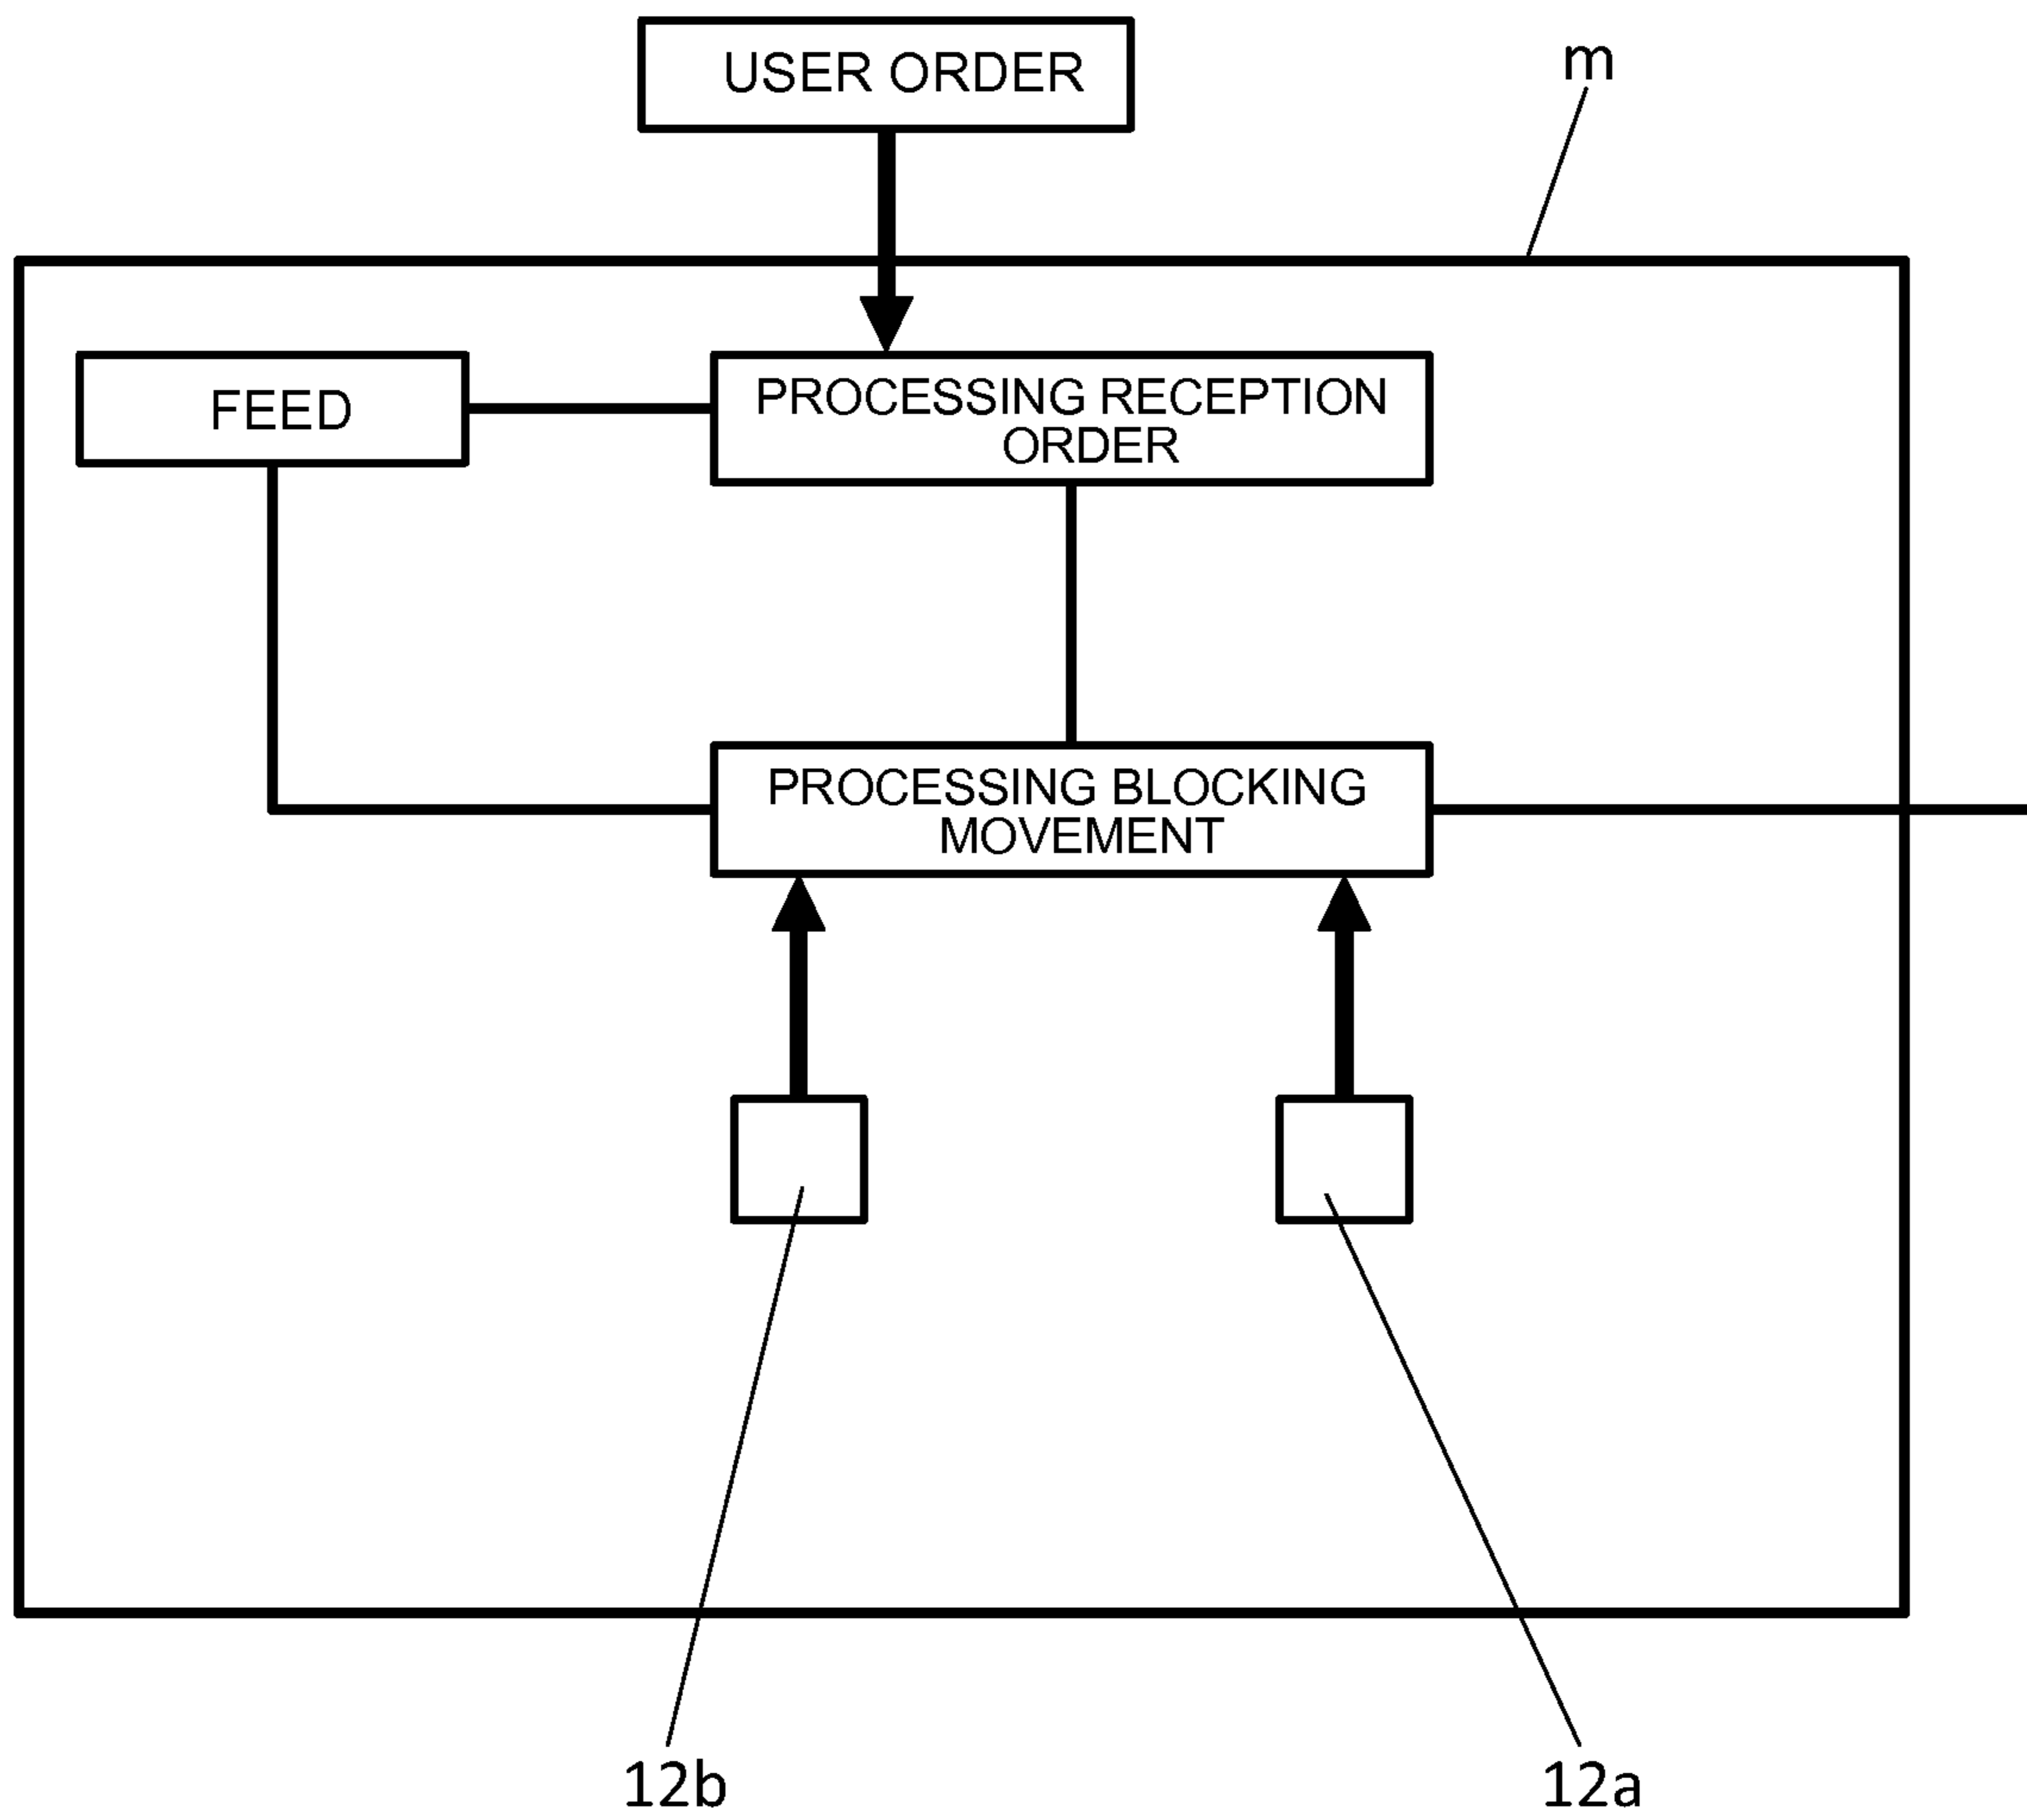 USER ORDER
m
FEED
PROCESSING RECEPTION
ORDER
PROCESSING BLOCKING
MOVEMENT
12b
12a